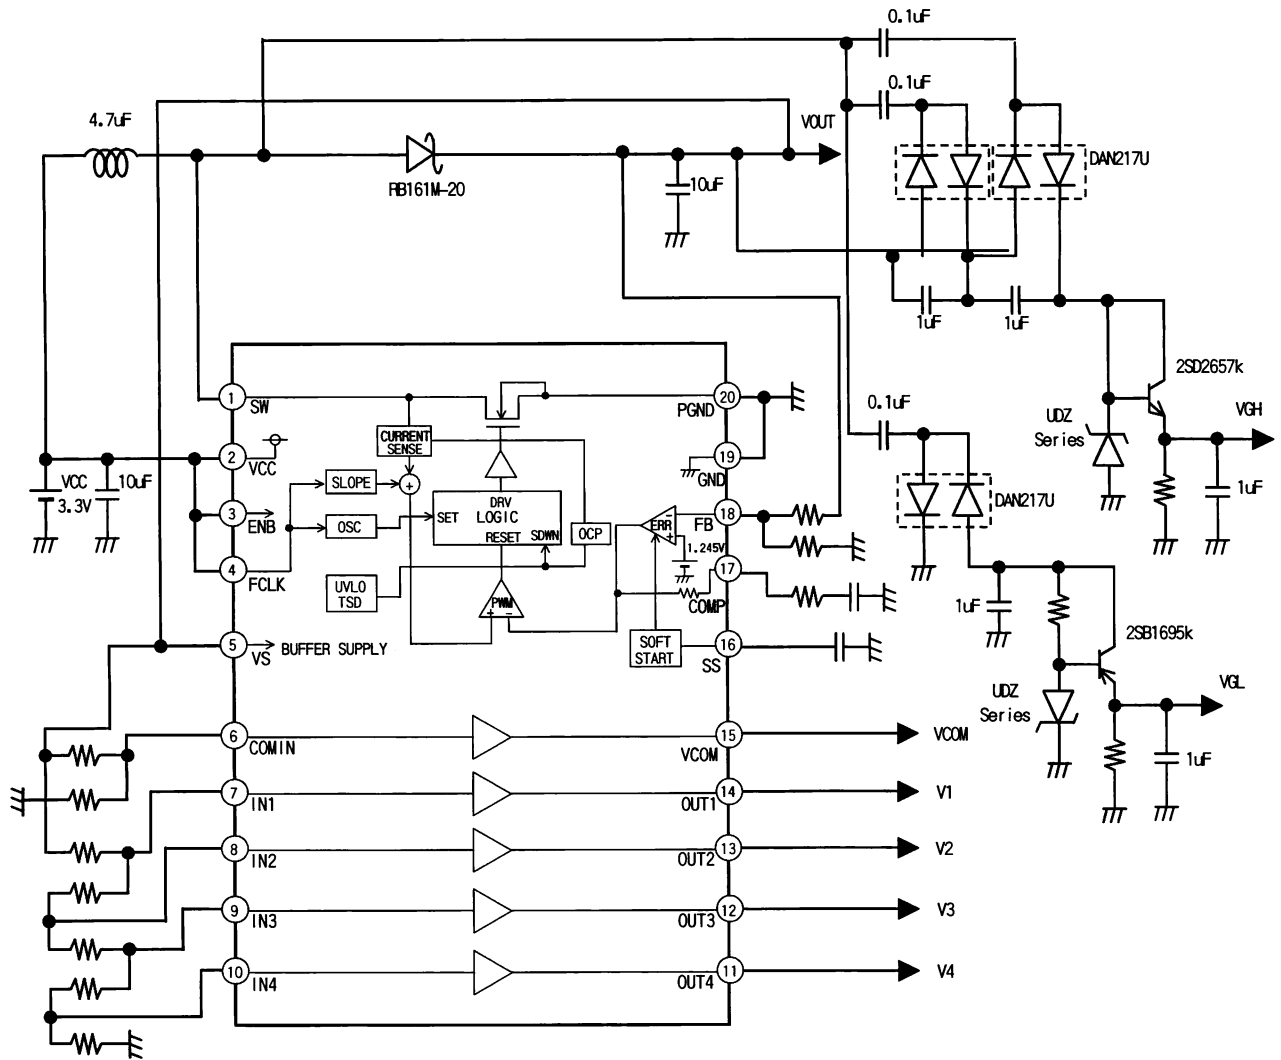 0.1uF
0.1uF
4.7uF
VOUT
DAN217U
RB161M-20
10uF
1uF
1uF
2SD2657k
1
SW
20
PGND
0.1uF
UDZ
Series
VGH
CURRENT
SENSE
2
VCC
19
GND
VCC
3.3V
10uF
SLOPE
+
DAN217U
1uF
DRV
LOGIC
SET
RESET
SDWN
3
ENB
OSC
OCP
ERR
-
+
18
FB
1.245V
4
FCLK
17
COMP
UVLO
TSD
PWM
+
-
1uF
5
VS
BUFFER SUPPLY
SOFT
START
16
SS
2SB1695k
UDZ
Series
VGL
6
COMIN
15
VCOM
VCOM
1uF
7
IN1
14
OUT1
V1
8
IN2
13
OUT2
V2
9
IN3
12
OUT3
V3
10
IN4
11
OUT4
V4